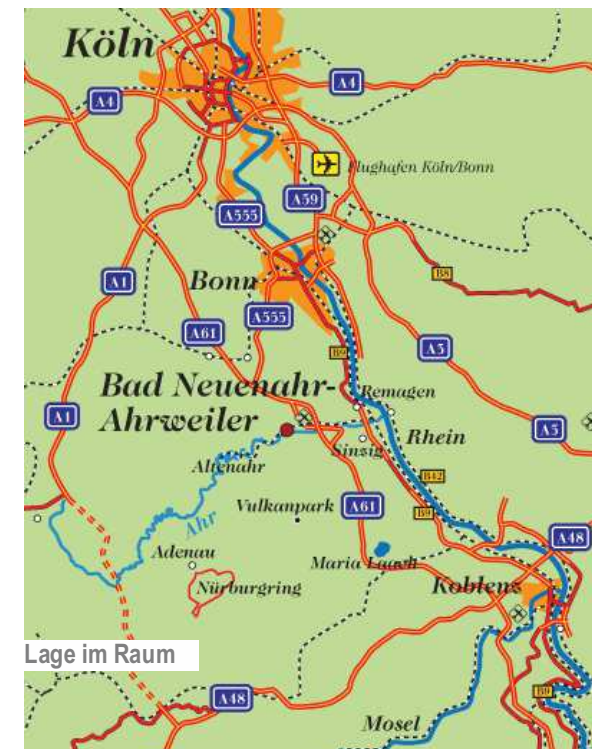 Köln
A4
A4
Flughafen Köln/Bonn
A59
A555
A1
Bonn
B8
A555
A61
A3
B9
Bad Neuenahr-
Ahrweiler
Remagen
A1
Rhein
A3
Sinzig
Altenahr
B42
Vulkanpark
A61
B9
Ahr
A48
Adenau
Maria Laach
Koblenz
Nürburgring
Lage im Raum
B9
A48
Mosel